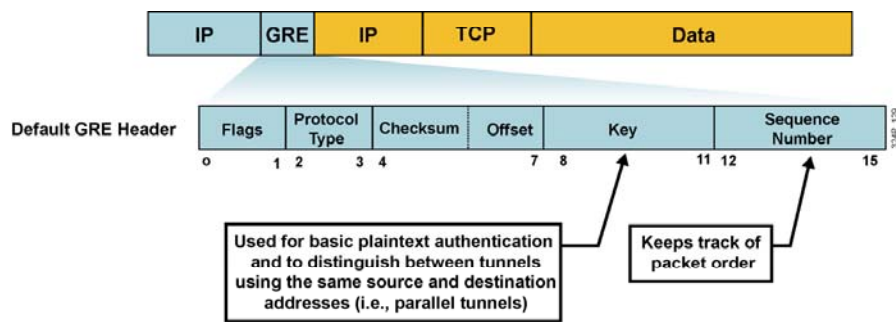 IP GRE IP TCP Data
Default GRE Header
Flags Protocol Type Checksum Offset Key Sequence Number
0 1 2 3 4 7 8 11 12 15
Used for basic plaintext authentication
and to distinguish between tunnels
using the same source and destination
addresses (i.e., parallel tunnels)
Keeps track of
packet order